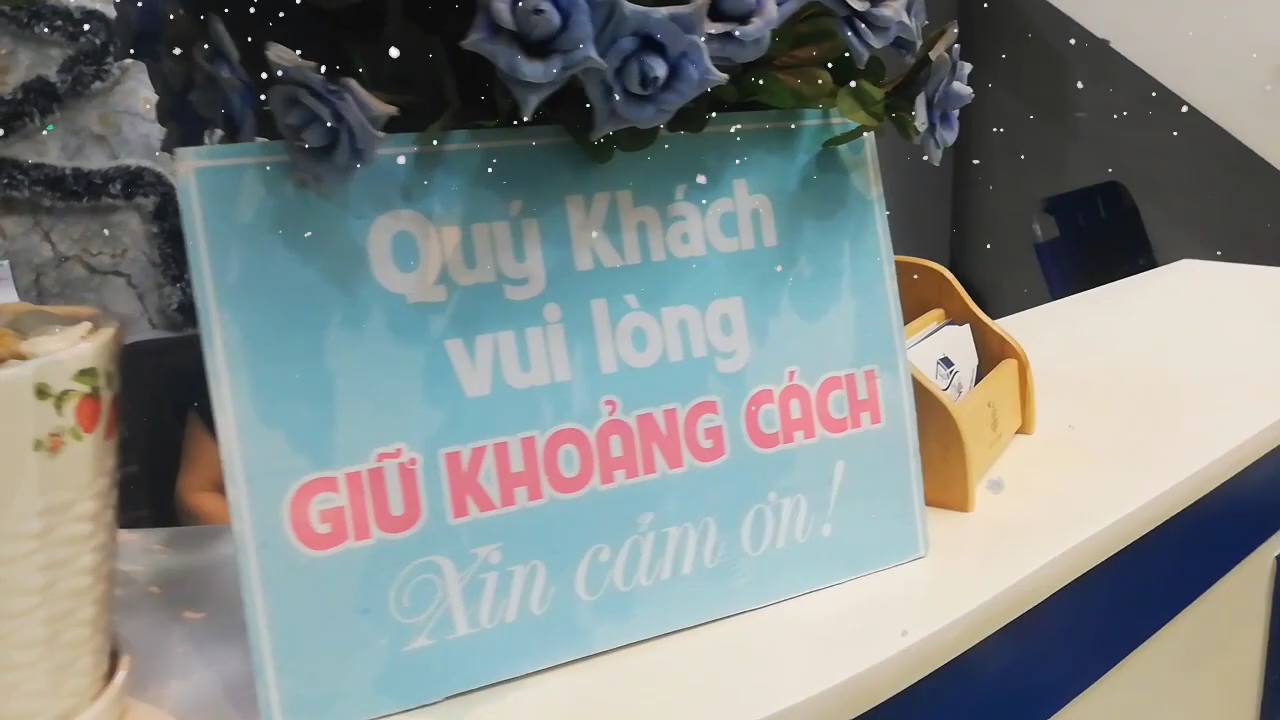 Quý Khách
vui lòng
GIỮ KHOẢNG CÁCH
Xin cảm ơn!